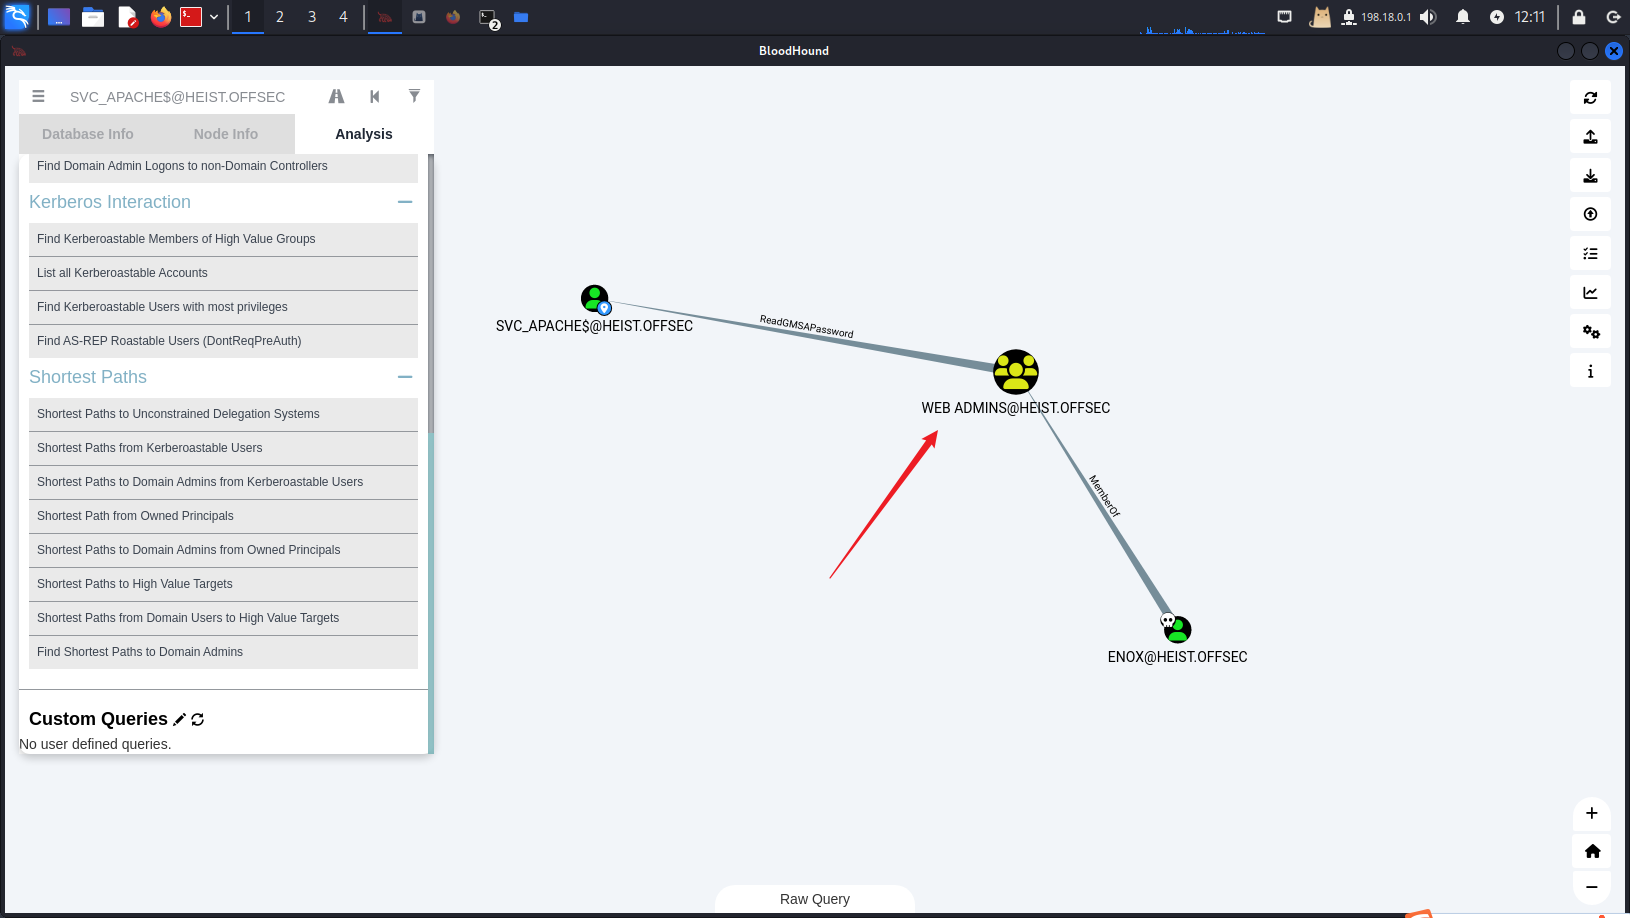 1 2 3 4
2
198.18.0.1
12:11
BloodHound
SVC_APACHE$@HEIST.OFFSEC
Database Info Node Info Analysis
Find Domain Admin Logons to non-Domain Controllers
Kerberos Interaction
Find Kerberoastable Members of High Value Groups
List all Kerberoastable Accounts
Find Kerberoastable Users with most privileges
Find AS-REP Roastable Users (DontReqPreAuth)
Shortest Paths
Shortest Paths to Unconstrained Delegation Systems
Shortest Paths from Kerberoastable Users
Shortest Paths to Domain Admins from Kerberoastable Users
Shortest Path from Owned Principals
Shortest Paths to Domain Admins from Owned Principals
Shortest Paths to High Value Targets
Shortest Paths from Domain Users to High Value Targets
Find Shortest Paths to Domain Admins
Custom Queries
No user defined queries.
SVC_APACHE$@HEIST.OFFSEC
ReadGMSAPassword
WEB ADMINS@HEIST.OFFSEC
MemberOf
ENOX@HEIST.OFFSEC
Raw Query